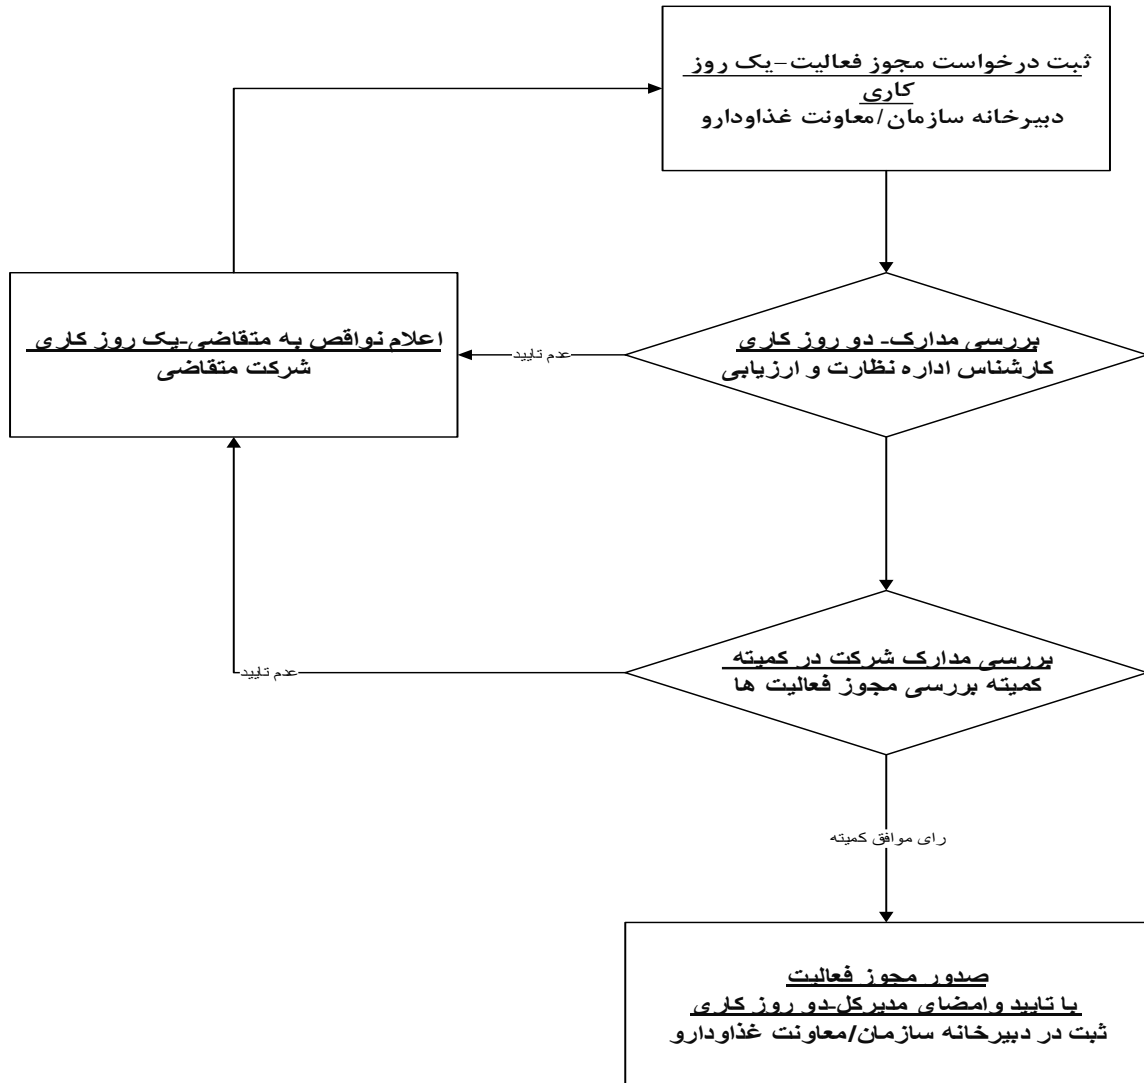 ثبت درخواست مجوز فعالیت-یک روز
کاری
دبیرخانه سازمان/معاونت غذاودارو
بررسی مدارک- دو روز کاری
کارشناس اداره نظارت و ارزیابی
عدم تایید
اعلام نواقص به متقاضی-یک روز کاری
شرکت متقاضی
بررسی مدارک شرکت در کمیته
کمیته بررسی مجوز فعالیت ها
عدم تایید
رای موافق کمیته
صدور مجوز فعالیت
با تایید و امضای مدیرکل-دو روز کاری
ثبت در دبیرخانه سازمان/معاونت غذاودارو